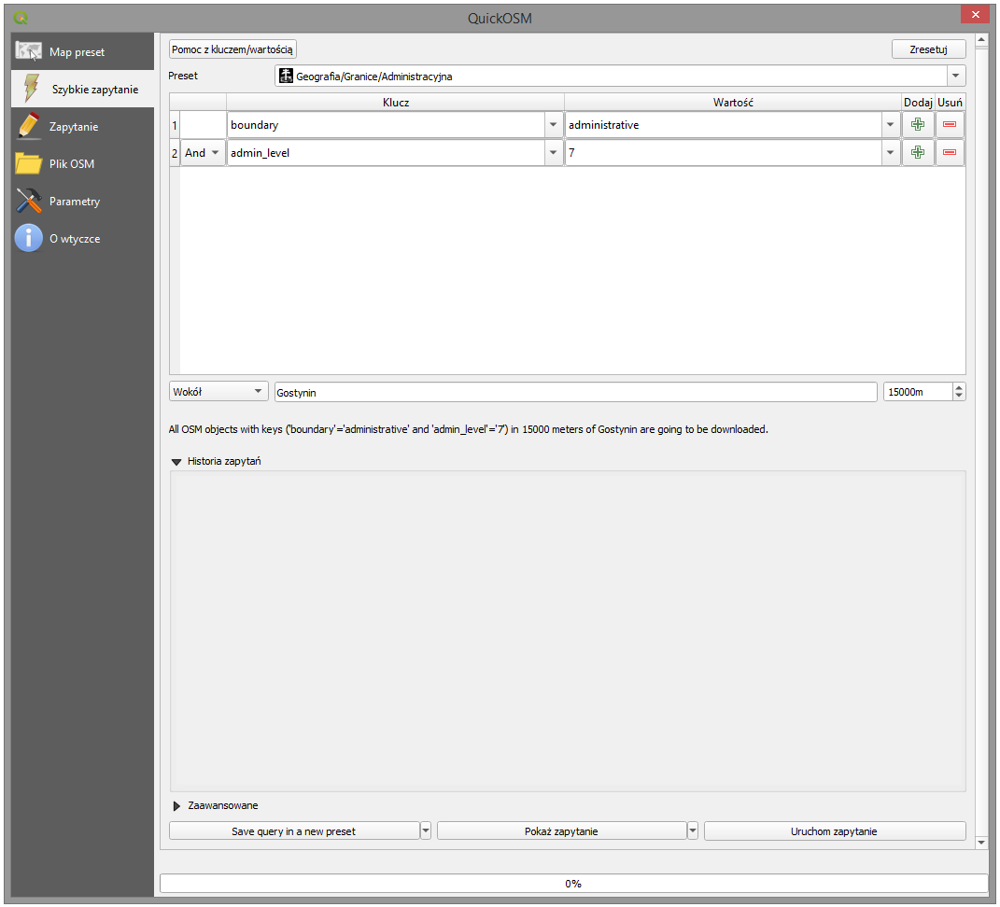 QuickOSM
Map preset
Szybkie zapytanie
Zapytanie
Plik OSM
Parametry
O wtyczce
Pomoc z kluczem/wartością
Zresetuj
Preset
Geografia/Granice/Administracyjna
Klucz Wartość Dodaj Usuń
1 boundary administrative
2 And admin_level 7
Wokół Gostynin 15000m
All OSM objects with keys ('boundary'='administrative' and 'admin_level'='7') in 15000 meters of Gostynin are going to be downloaded.
Historia zapytań
Zaawansowane
Save query in a new preset Pokaż zapytanie Uruchom zapytanie
0%